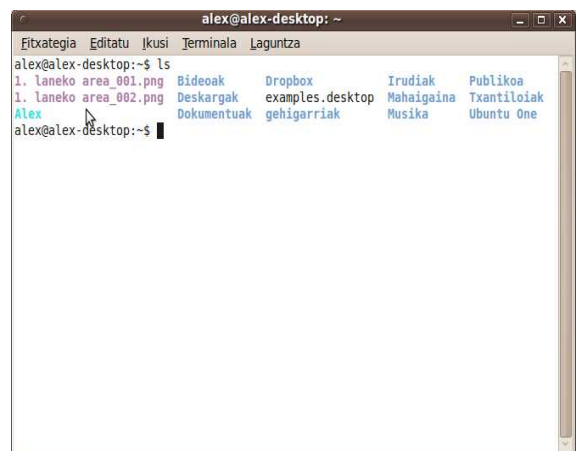 alex@alex-desktop: ~
Fitxategia Editatu Ikusi Terminala Laguntza
alex@alex-desktop:~$ ls
1. laneko area_001.png Bideoak Dropbox Irudiak Publikoa
1. laneko area_002.png Deskargak examples.desktop Mahaigaina Txantiloiak
Alex Dokumentuak gehigarriak Musika Ubuntu One
alex@alex-desktop:~$